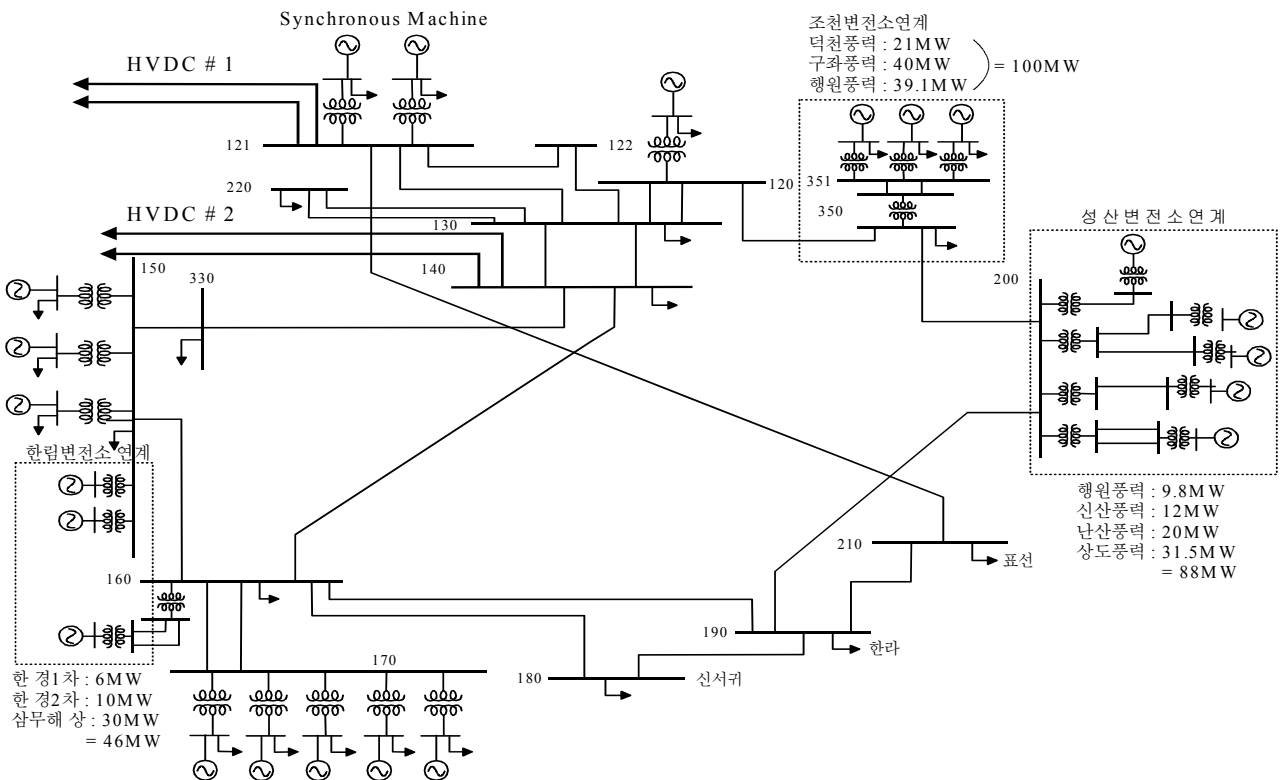 Synchronous Machine
HVDC # 1
121
122
220
HVDC # 2
130
140
150
330
120
조천변전소연계
덕천풍력 : 21MW
구좌풍력 : 40MW
행원풍력 : 39.1MW
= 100MW
351
350
성산변전소연계
200
행원풍력 : 9.8MW
신산풍력 : 12MW
난산풍력 : 20MW
상도풍력 : 31.5MW
= 88MW
한림변전소 연계
160
210
표선
190
한라
170
180
신서귀
한 경1차 : 6MW
한 경2차 : 10MW
삼무해 상 : 30MW
= 46MW